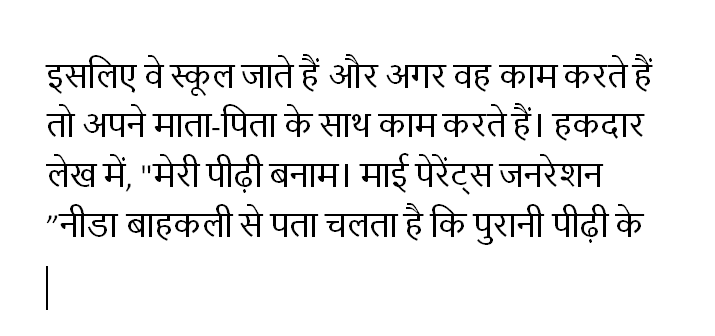 इसलिए वे स्कूल जाते हैं और अगर वह काम करते हैं
तो अपने माता-पिता के साथ काम करते हैं। हकदार
लेख में, "मेरी पीढ़ी बनाम। माई पेरेंट्स जनरेशन
”नीडा बाहकली से पता चलता है कि पुरानी पीढ़ी के